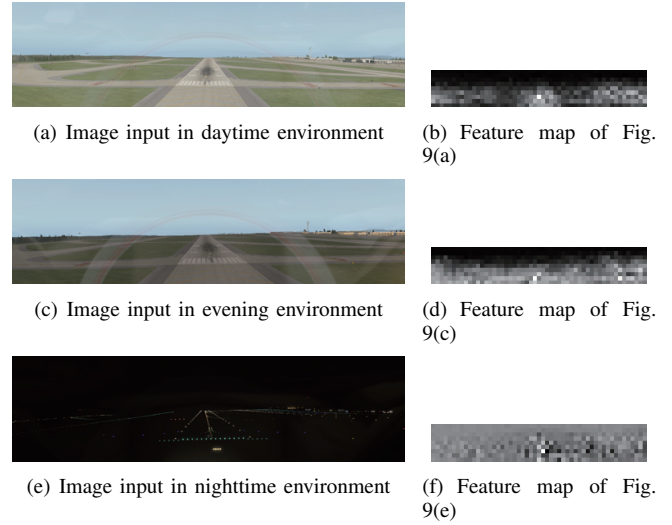 (a) Image input in daytime environment
(b) Feature map of Fig.
9(a)
(c) Image input in evening environment
(d) Feature map of Fig.
9(c)
(e) Image input in nighttime environment
(f) Feature map of Fig.
9(e)